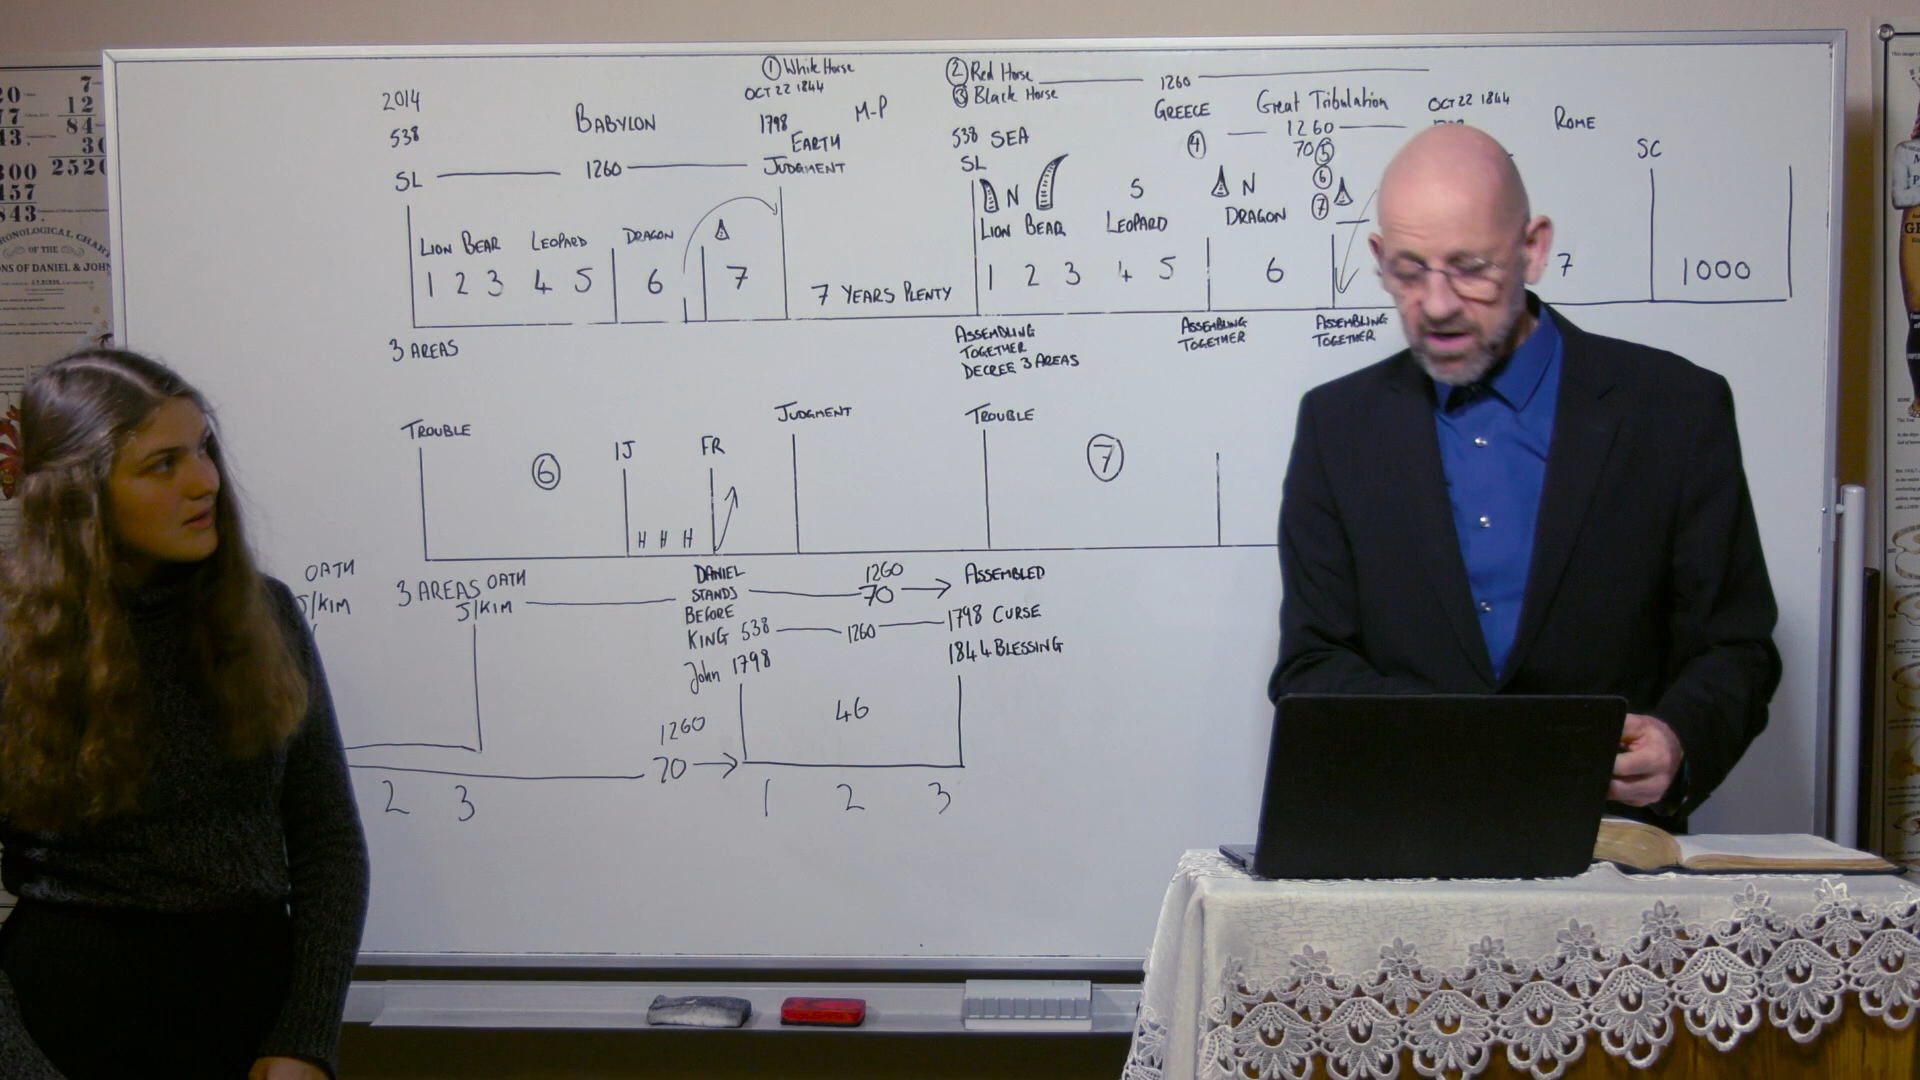 2014
538
BABYLON
① White Horse
OCT 22 1844
1798
EARTH
M-P
SL 1260 JUDGMENT
LION BEAR LEOPARD DRAGON
1 2 3 4 5 6 7
7 YEARS PLENTY
3 AREAS
② Red Horse 1260
③ Black Horse
GREECE
Great Tribulation
OCT 22 1844
ROME
538 SEA
④
1260
70 ⑤
⑥
⑦
SL
N
S
N
SC
LION BEAR LEOPARD DRAGON
1 2 3 4 5 6 7 1000
ASSEMBLING
TOGETHER
DECREE 3 AREAS
ASSEMBLING
TOGETHER
ASSEMBLING
TOGETHER
TROUBLE
⑥
IJ
FR
JUDGMENT
TROUBLE
⑦
H H H
OATH
J/KIM
3 AREAS OATH
J/KIM
DANIEL
STANDS
BEFORE
KING 538
John 1798
1260
70
ASSEMBLED
1260
1798 CURSE
1844 BLESSING
46
1260
70
2 3
1 2 3
7
12
84
2520
457
843.
CHRONOLOGICAL CHART
OF THE
VISIONS OF DANIEL & JOHN